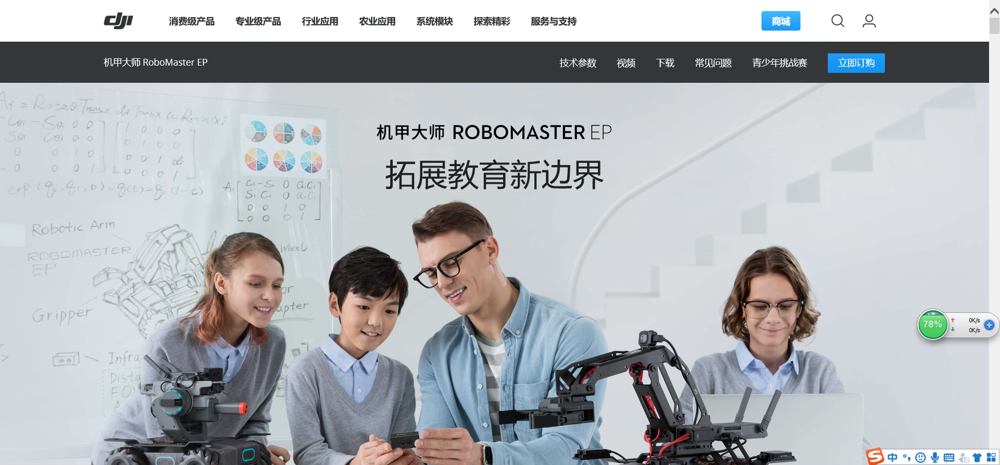 dji
消费级产品 专业级产品 行业应用 农业应用 系统模块 探索精彩 服务与支持 商城
机甲大师 RoboMaster EP 技术参数 视频 下载 常见问题 青少年挑战赛 立即订购
机甲大师 ROBOMASTER EP
拓展教育新边界
Robotic Arm
ROBOMASTER
EP
Wheel
Gripper
Infra
Dista
FO
78%
0K/s
0K/s
中